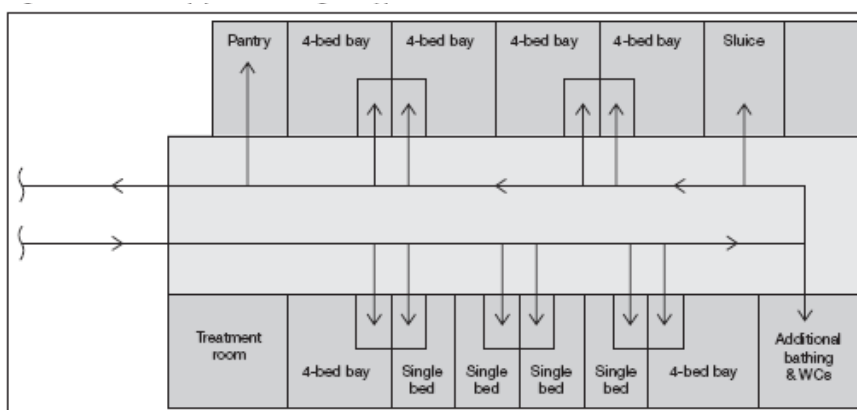 Pantry
4-bed bay
4-bed bay
4-bed bay
4-bed bay
Sluice
Treatment
room
4-bed bay
Single
bed
Single
bed
Single
bed
Single
bed
4-bed bay
Additional
bathing
& WCs